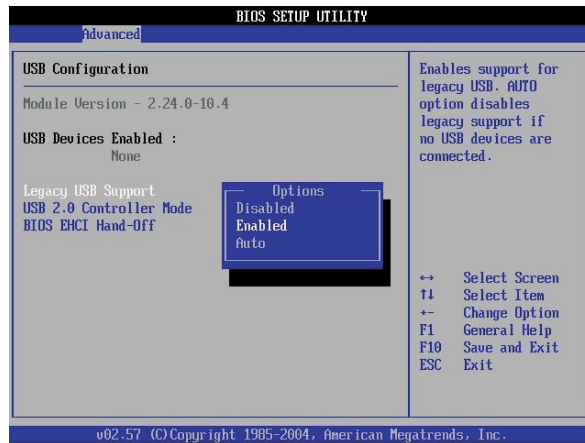 BIOS SETUP UTILITY
Advanced
USB Configuration
Module Version - 2.24.0-10.4
USB Devices Enabled :
None
Legacy USB Support
USB 2.0 Controller Mode
BIOS EHCI Hand-Off
Options
Disabled
Enabled
Auto
Enables support for
legacy USB. AUTO
option disables
legacy support if
no USB devices are
connected.
↔ Select Screen
↑↓ Select Item
+- Change Option
F1 General Help
F10 Save and Exit
ESC Exit
v02.57 (C)Copyright 1985-2004, American Megatrends, Inc.